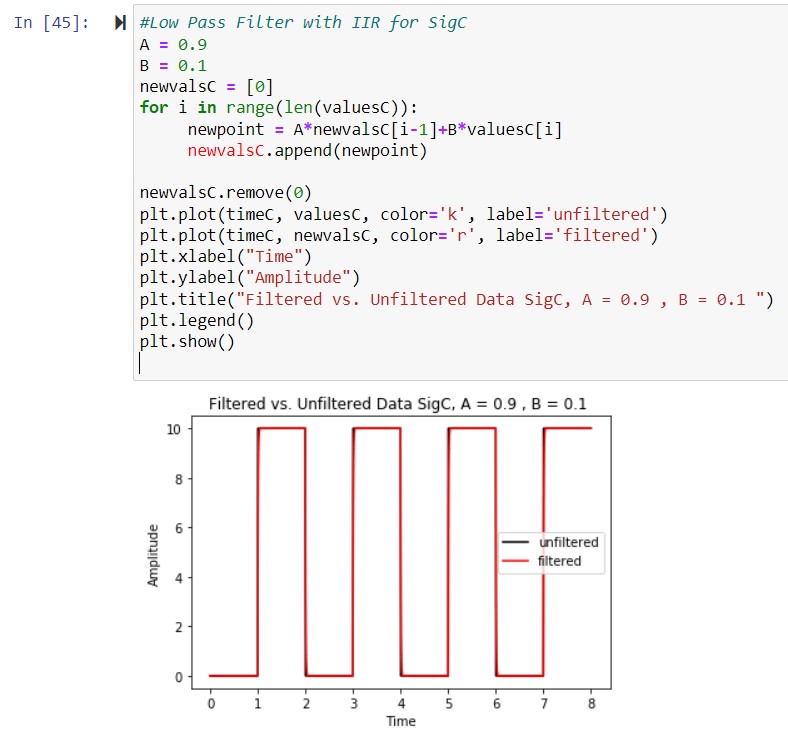 In [45]:
#Low Pass Filter with IIR for SigC
A = 0.9
B = 0.1
newvalsC = [0]
for i in range(len(valuesC)):
newpoint = A*newvalsC[i-1]+B*valuesC[i]
newvalsC.append(newpoint)
newvalsC.remove(0)
plt.plot(timeC, valuesC, color='k', label='unfiltered')
plt.plot(timeC, newvalsC, color='r', label='filtered')
plt.xlabel("Time")
plt.ylabel("Amplitude")
plt.title("Filtered vs. Unfiltered Data SigC, A = 0.9 , B = 0.1 ")
plt.legend()
plt.show()
Filtered vs. Unfiltered Data SigC, A = 0.9 , B = 0.1
Amplitude
10
8
6
4
2
0
unfiltered
filtered
0 1 2 3 4 5 6 7 8
Time